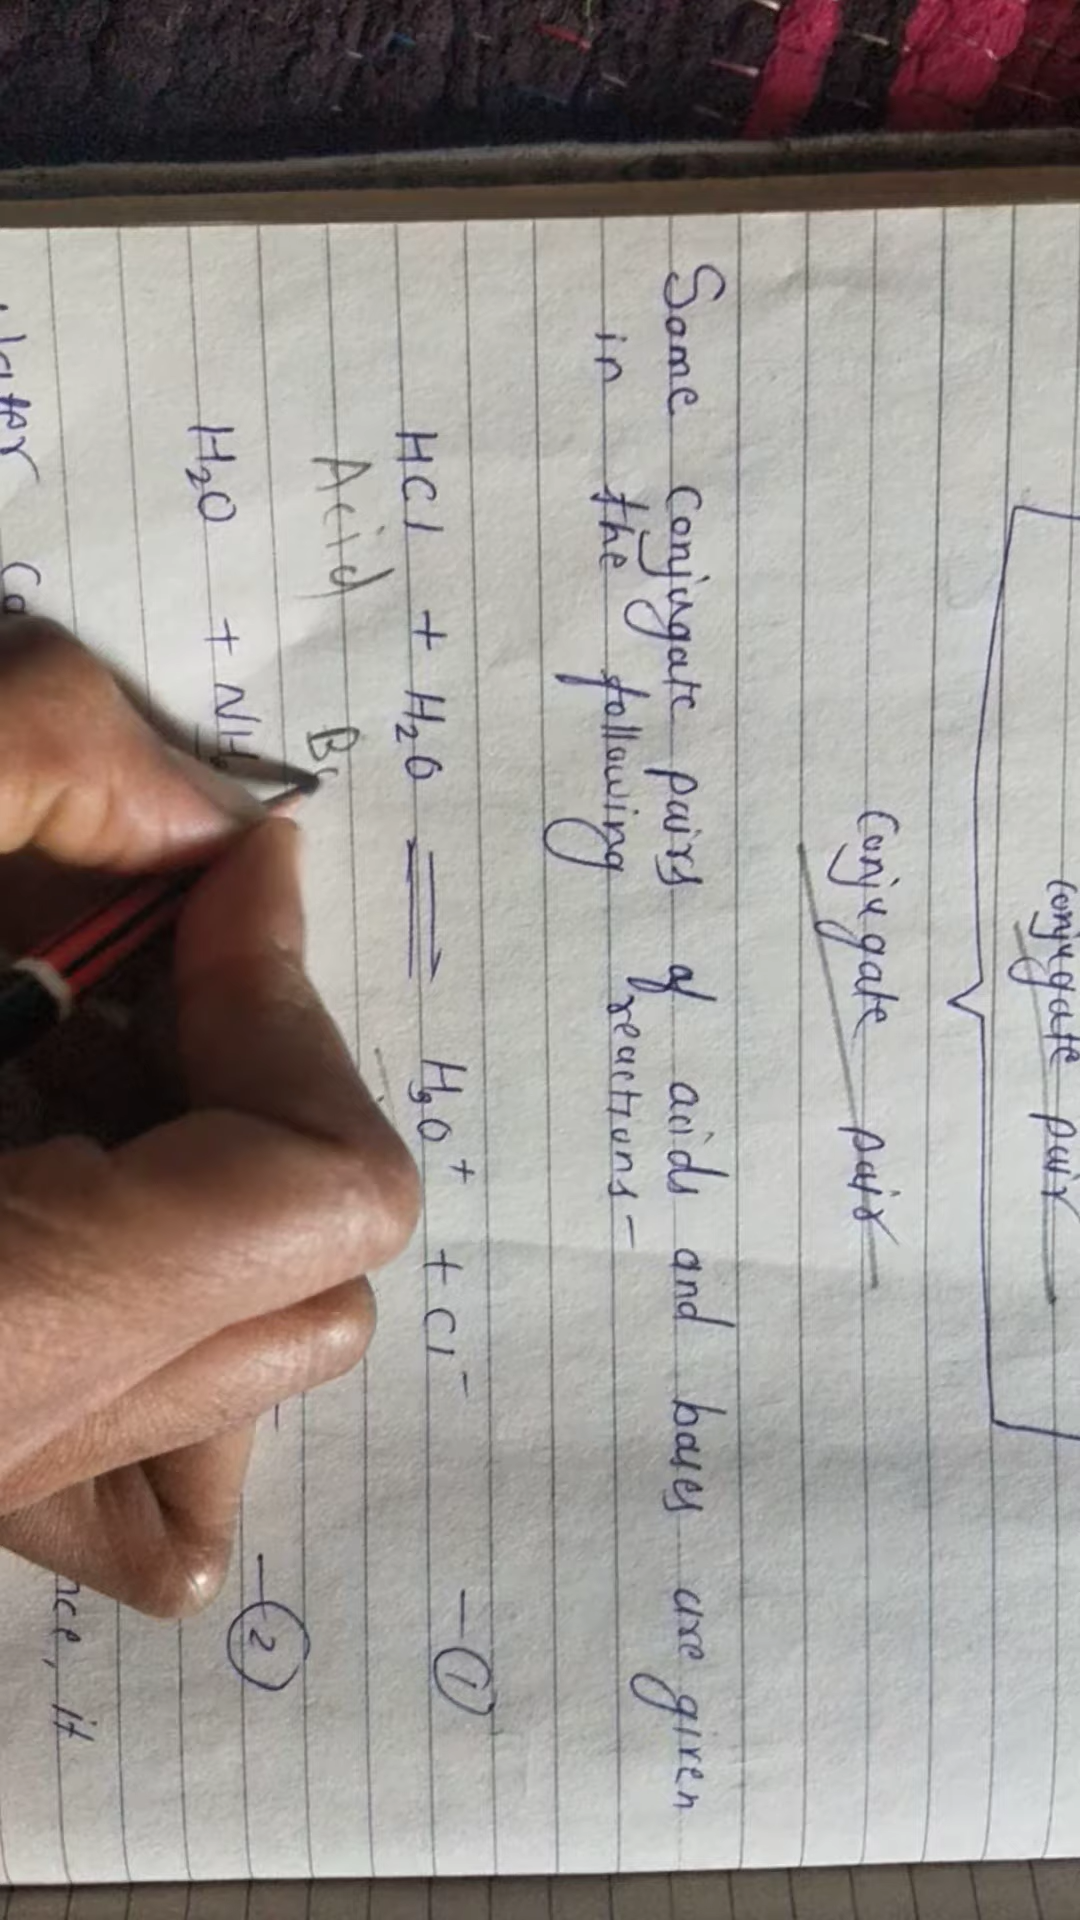 conjugate pair
conjugate pair
Some conjugate pairs of acids and bases are given
in the following reactions-
HCl + H₂O ⇌ H₃O⁺ + Cl⁻ -①
Acid
H₂O + -②
it